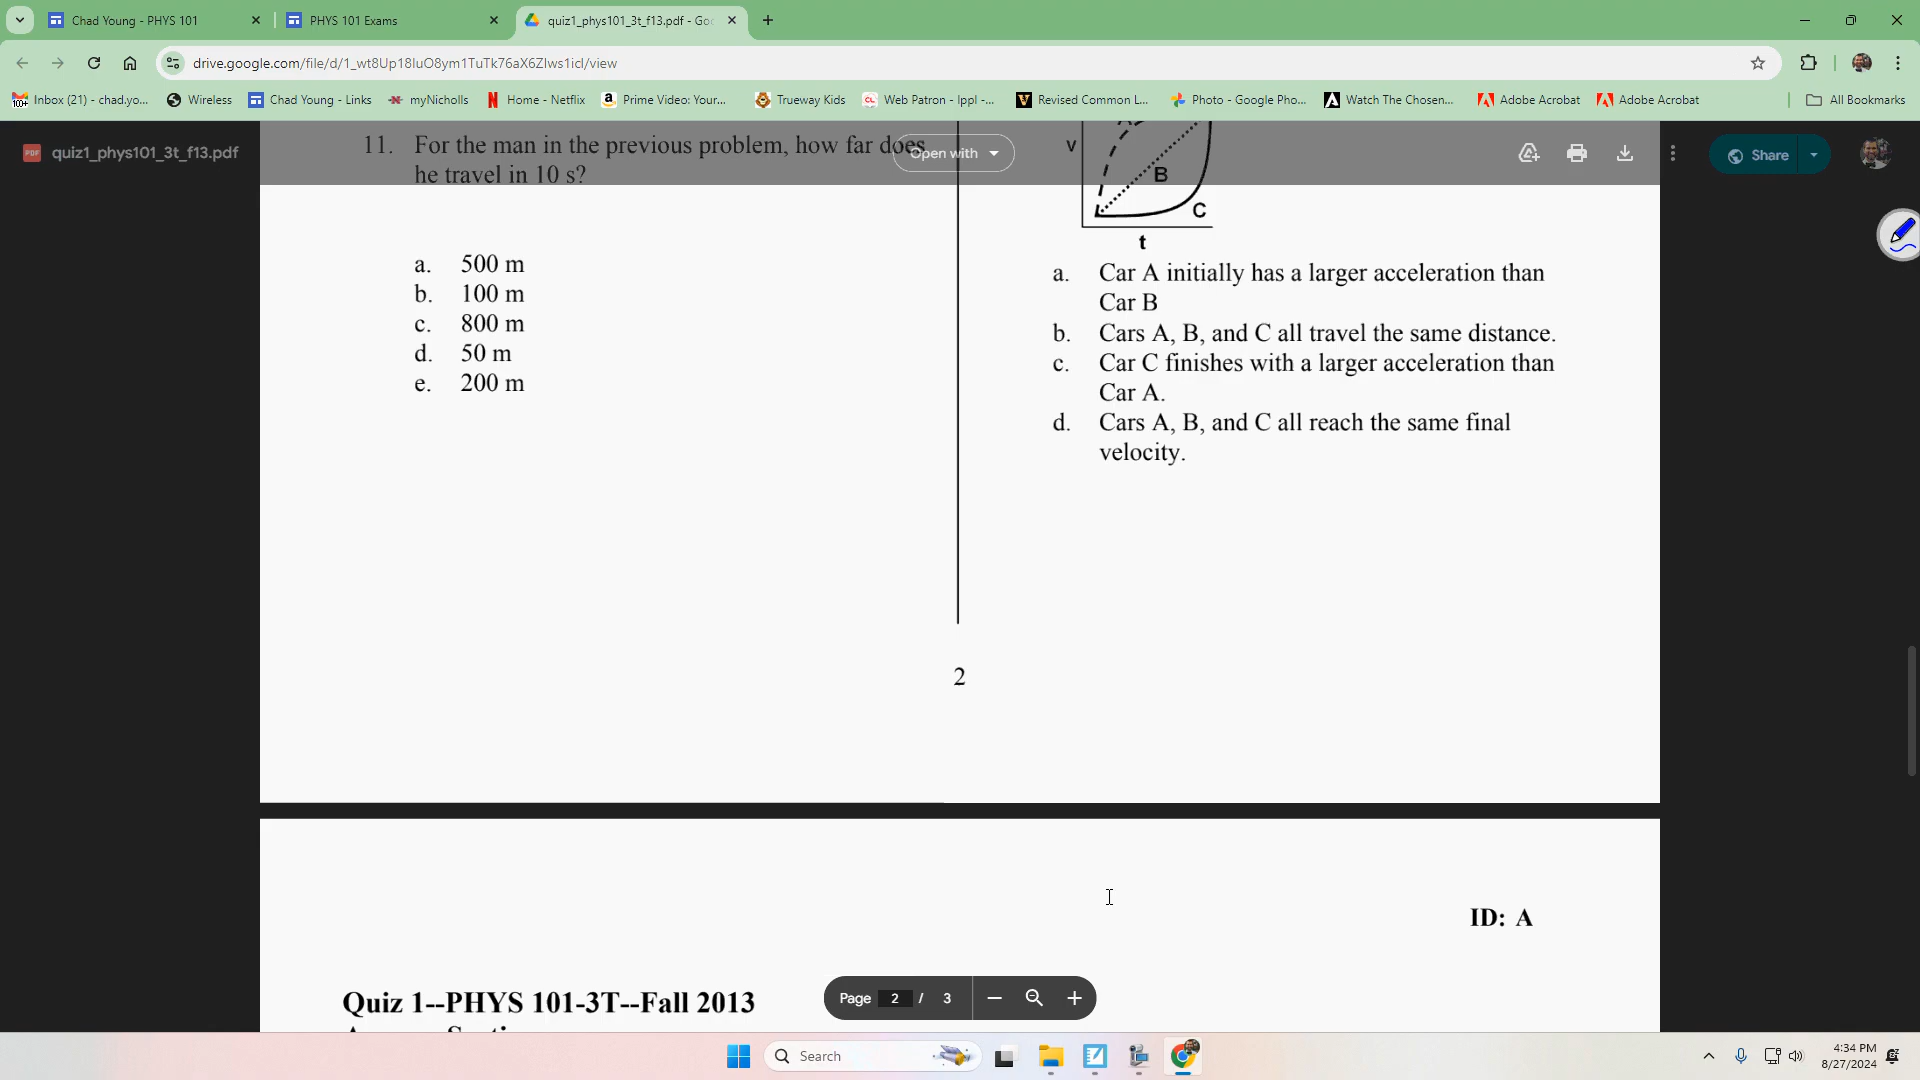 Chad Young - PHYS 101
PHYS 101 Exams
quiz1_phys101_3t_f13.pdf - Goo
drive.google.com/file/d/1_wt8Up18IuO8ym1TuTk76aX6ZIws1icl/view
Inbox (21) - chad.yo...
Wireless
Chad Young - Links
myNicholls
Home - Netflix
Prime Video: Your...
Trueway Kids
Web Patron - lppl -...
Revised Common L...
Photo - Google Pho...
Watch The Chosen...
Adobe Acrobat
Adobe Acrobat
All Bookmarks
PDF
quiz1_phys101_3t_f13.pdf
Open with
Share
11. For the man in the previous problem, how far does
he travel in 10 s?
a. 500 m
b. 100 m
c. 800 m
d. 50 m
e. 200 m
v
A
B
C
t
a. Car A initially has a larger acceleration than
Car B
b. Cars A, B, and C all travel the same distance.
c. Car C finishes with a larger acceleration than
Car A.
d. Cars A, B, and C all reach the same final
velocity.
2
ID: A
Quiz 1--PHYS 101-3T--Fall 2013
Page 2 / 3
Search
4:34 PM
8/27/2024